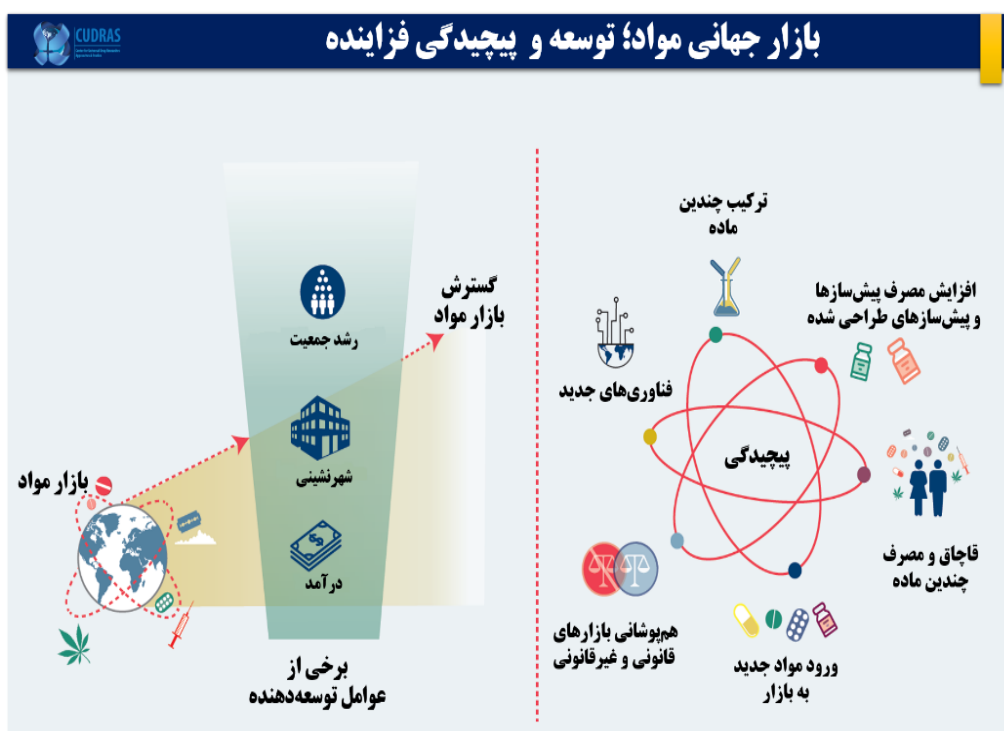 بازار جهانی مواد؛ توسعه و پیچیدگی فزاینده
CUDRAS
ترکیب چندین
ماده
افزایش مصرف پیش‌سازها
و پیش‌سازهای طراحی شده
فناوری‌های جدید
پیچیدگی
قاچاق و مصرف
چندین ماده
هم‌پوشانی بازارهای
قانونی و غیرقانونی
ورود مواد جدید
به بازار
گسترش
بازار مواد
رشد جمعیت
شهرنشینی
درآمد
بازار مواد
برخی از
عوامل توسعه‌دهنده